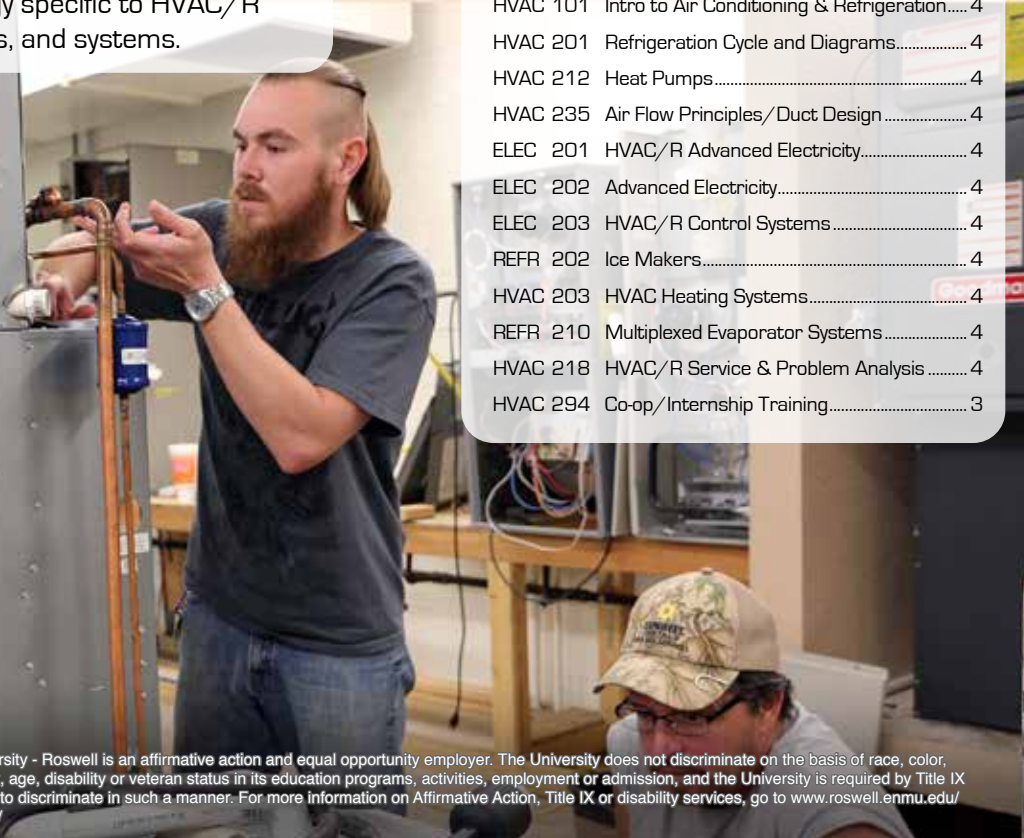 y specific to HVAC/R
s, and systems.
HVAC 101 Intro to Air Conditioning & Refrigeration.....4
HVAC 201 Refrigeration Cycle and Diagrams..................4
HVAC 212 Heat Pumps................................................................4
HVAC 235 Air Flow Principles/Duct Design.....................4
ELEC 201 HVAC/R Advanced Electricity...........................4
ELEC 202 Advanced Electricity................................................4
ELEC 203 HVAC/R Control Systems..................................4
REFR 202 Ice Makers...................................................................4
HVAC 203 HVAC Heating Systems........................................4
REFR 210 Multiplexed Evaporator Systems.....................4
HVAC 218 HVAC/R Service & Problem Analysis.........4
HVAC 294 Co-op/Internship Training...................................3
Goodma
rsity - Roswell is an affirmative action and equal opportunity employer. The University does not discriminate on the basis of race, color,
, age, disability or veteran status in its education programs, activities, employment or admission, and the University is required by Title IX
to discriminate in such a manner. For more information on Affirmative Action, Title IX or disability services, go to www.roswell.enmu.edu/